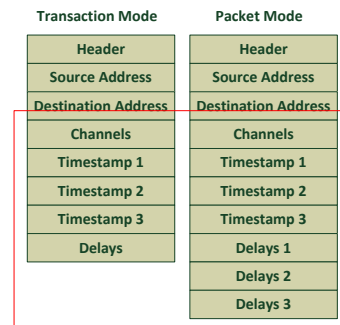 Transaction Mode
Header
Source Address
Destination Address
Channels
Timestamp 1
Timestamp 2
Timestamp 3
Delays
Packet Mode
Header
Source Address
Destination Address
Channels
Timestamp 1
Timestamp 2
Timestamp 3
Delays 1
Delays 2
Delays 3